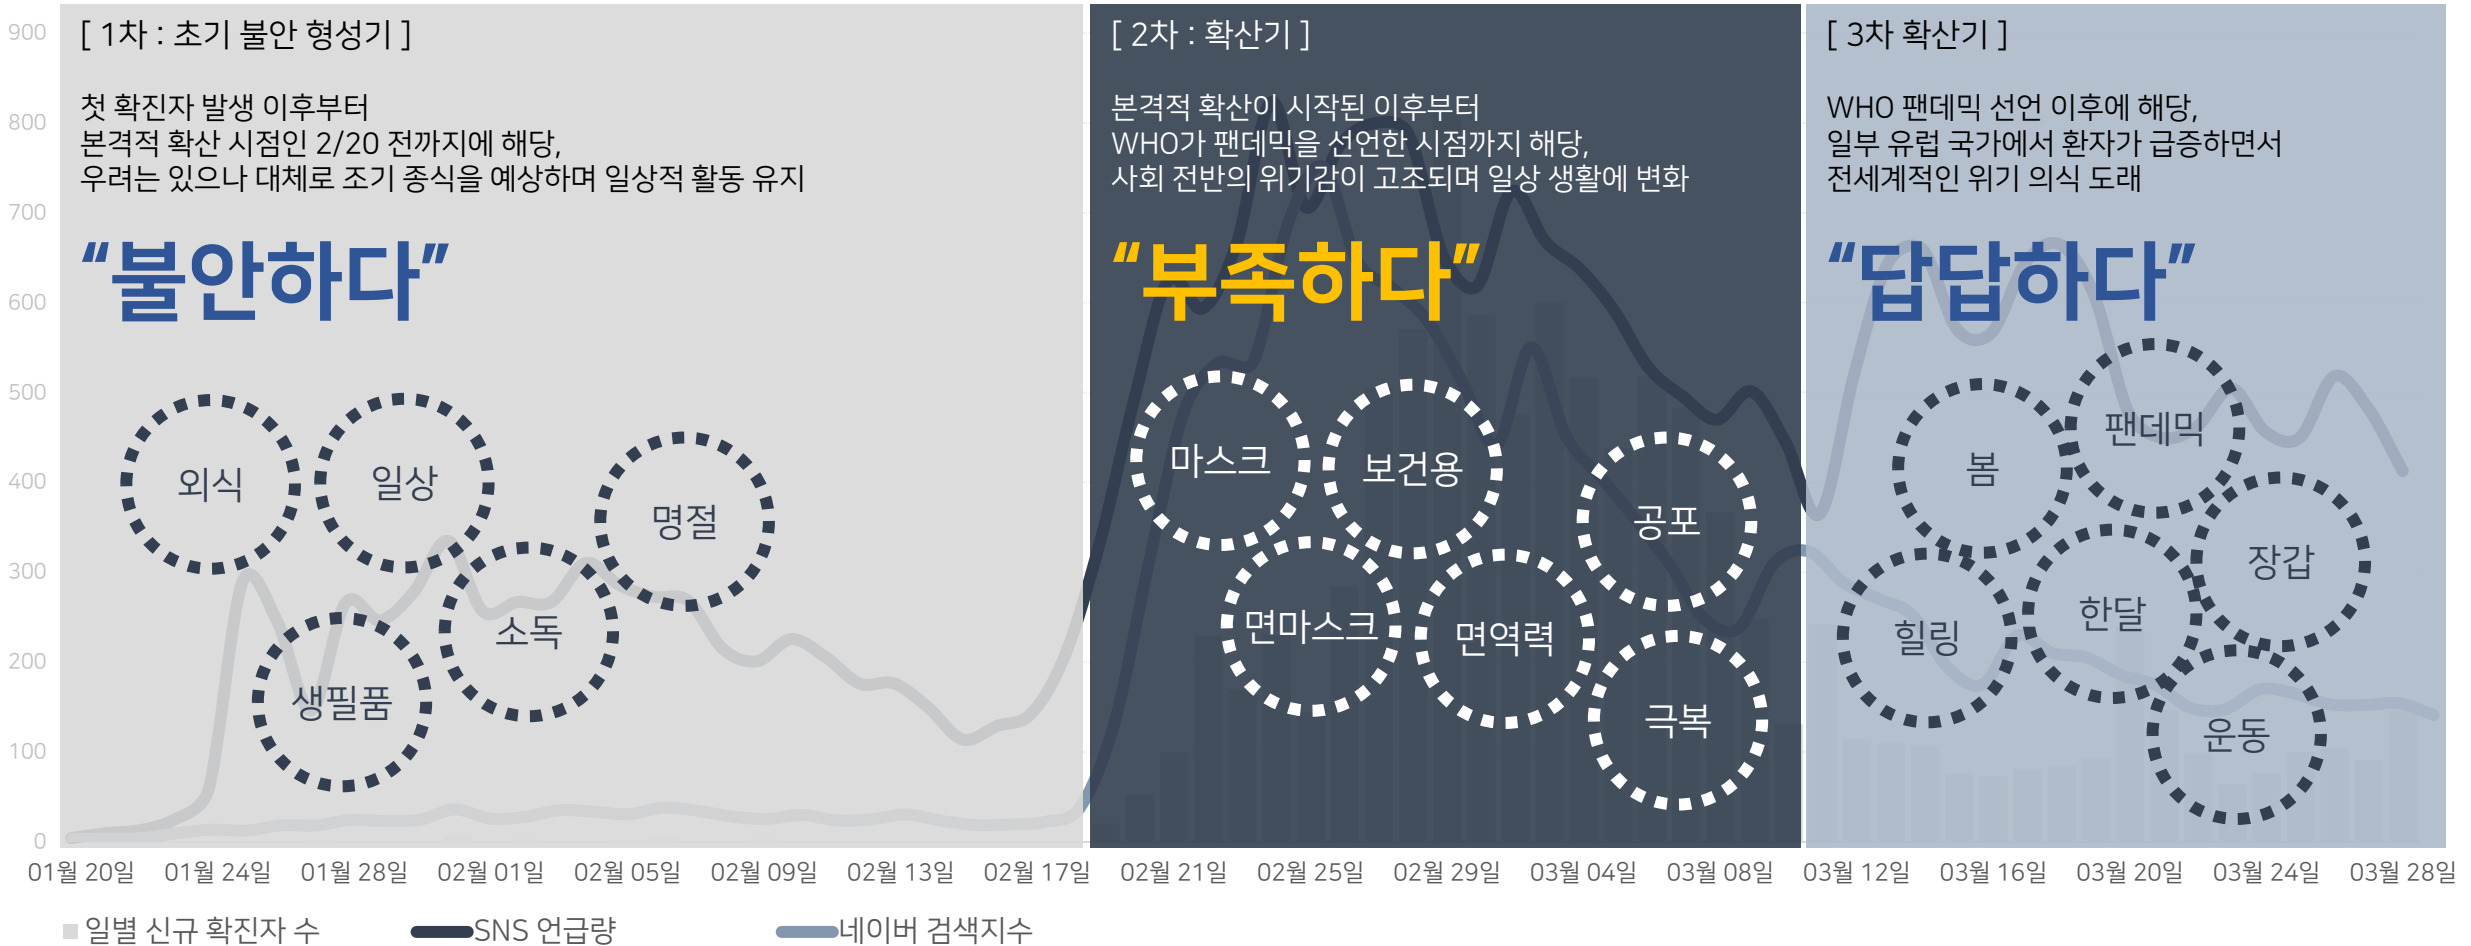 900
800
700
600
500
400
300
200
100
0
[ 1차 : 초기 불안 형성기 ]
첫 확진자 발생 이후부터
본격적 확산 시점인 2/20 전까지에 해당,
우려는 있으나 대체로 조기 종식을 예상하며 일상적 활동 유지
“불안하다”
외식
일상
명절
소독
생필품
[ 2차 : 확산기 ]
본격적 확산이 시작된 이후부터
WHO가 팬데믹을 선언한 시점까지 해당,
사회 전반의 위기감이 고조되며 일상 생활에 변화
“부족하다”
마스크
보건용
공포
면마스크
면역력
극복
[ 3차 확산기 ]
WHO 팬데믹 선언 이후에 해당,
일부 유럽 국가에서 환자가 급증하면서
전세계적인 위기 의식 도래
“답답하다”
봄
팬데믹
장갑
힐링
한달
운동
01월 20일 01월 24일 01월 28일 02월 01일 02월 05일 02월 09일 02월 13일 02월 17일 02월 21일 02월 25일 02월 29일 03월 04일 03월 08일 03월 12일 03월 16일 03월 20일 03월 24일 03월 28일
일별 신규 확진자 수 SNS 언급량 네이버 검색지수